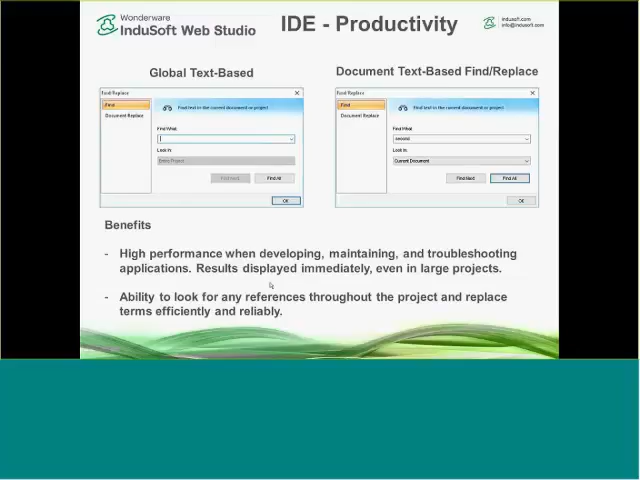 Wonderware
InduSoft Web Studio
IDE - Productivity
indusoft.com
info@indusoft.com
Global Text-Based
Document Text-Based Find/Replace
Find Replace
Find
Document Replace
Find text in the current document or project
Find What:
Look In:
Entire Project
Find Next
Find All
OK
Find Replace
Find
Document Replace
Find text in the current document or project
Find What:
second
Look In:
Current Document
Find Next
Find All
OK
Benefits
- High performance when developing, maintaining, and troubleshooting
applications. Results displayed immediately, even in large projects.
- Ability to look for any references throughout the project and replace
terms efficiently and reliably.